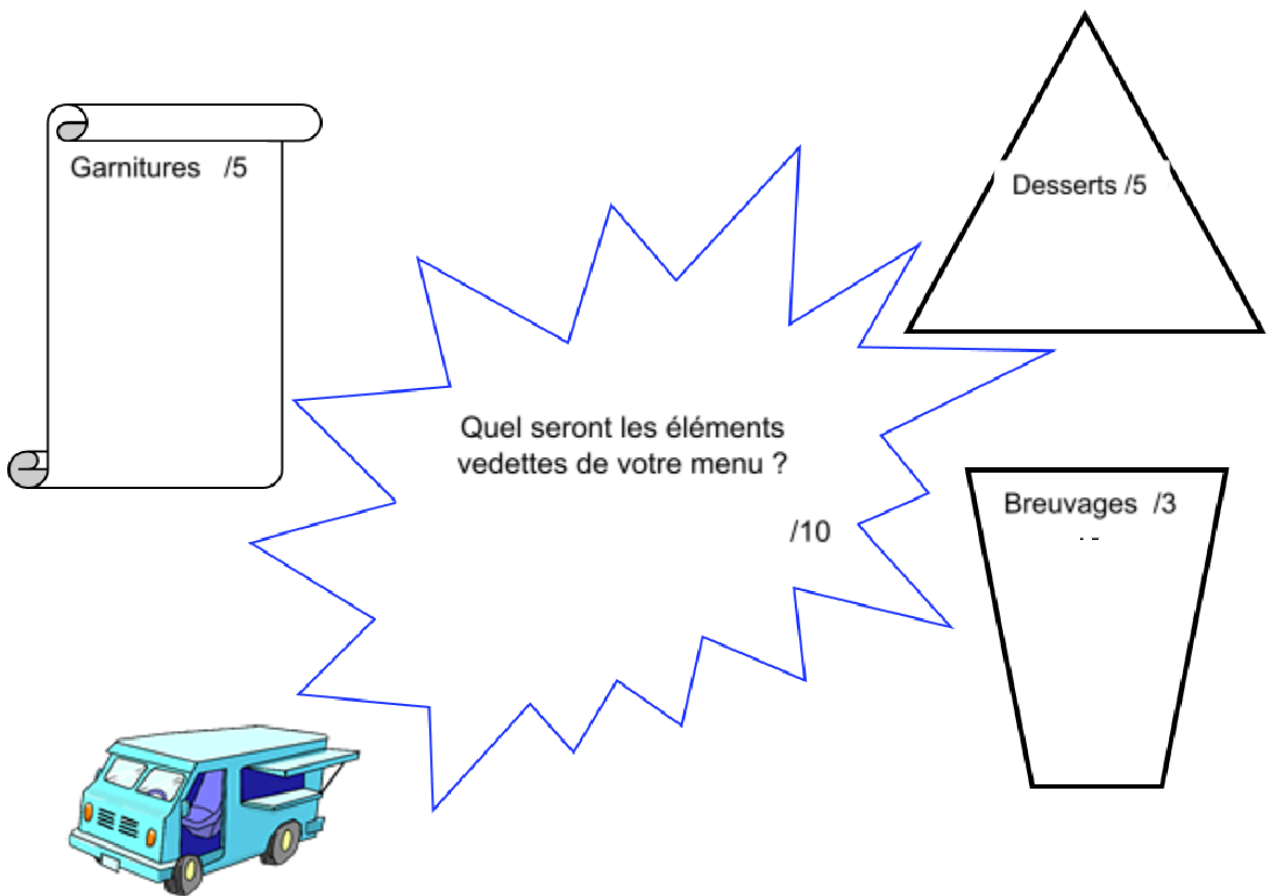 Garnitures /5
Desserts /5
Quel seront les éléments
vedettes de votre menu ?
/10
Breuvages /3